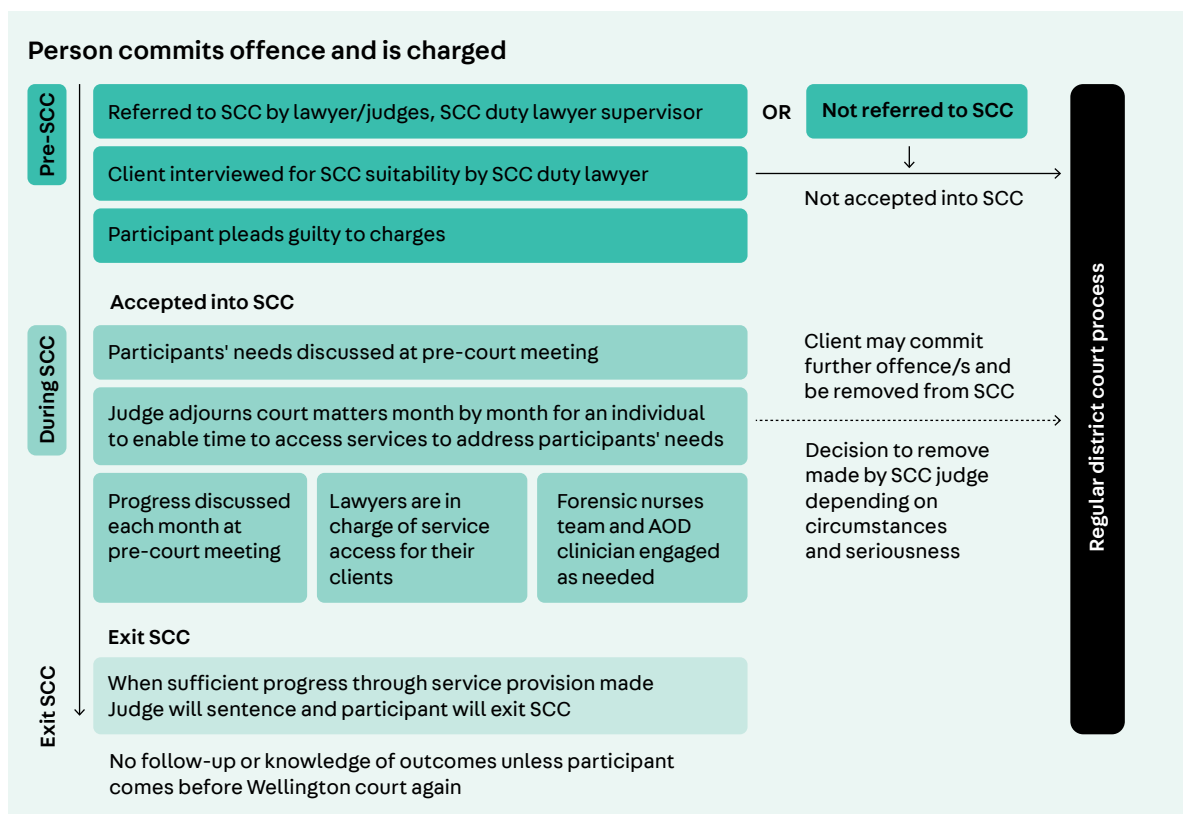 Person commits offence and is charged
Pre-SCC
Referred to SCC by lawyer/judges, SCC duty lawyer supervisor
OR
Not referred to SCC
Client interviewed for SCC suitability by SCC duty lawyer
Not accepted into SCC
Participant pleads guilty to charges
Accepted into SCC
During SCC
Participants' needs discussed at pre-court meeting
Judge adjourns court matters month by month for an individual
to enable time to access services to address participants' needs
Progress discussed
each month at
pre-court meeting
Lawyers are in
charge of service
access for their
clients
Forensic nurses
team and AOD
clinician engaged
as needed
Client may commit
further offence/s and
be removed from SCC
Decision to remove
made by SCC judge
depending on
circumstances
and seriousness
Regular district court process
Exit SCC
Exit SCC
When sufficient progress through service provision made
Judge will sentence and participant will exit SCC
No follow-up or knowledge of outcomes unless participant
comes before Wellington court again